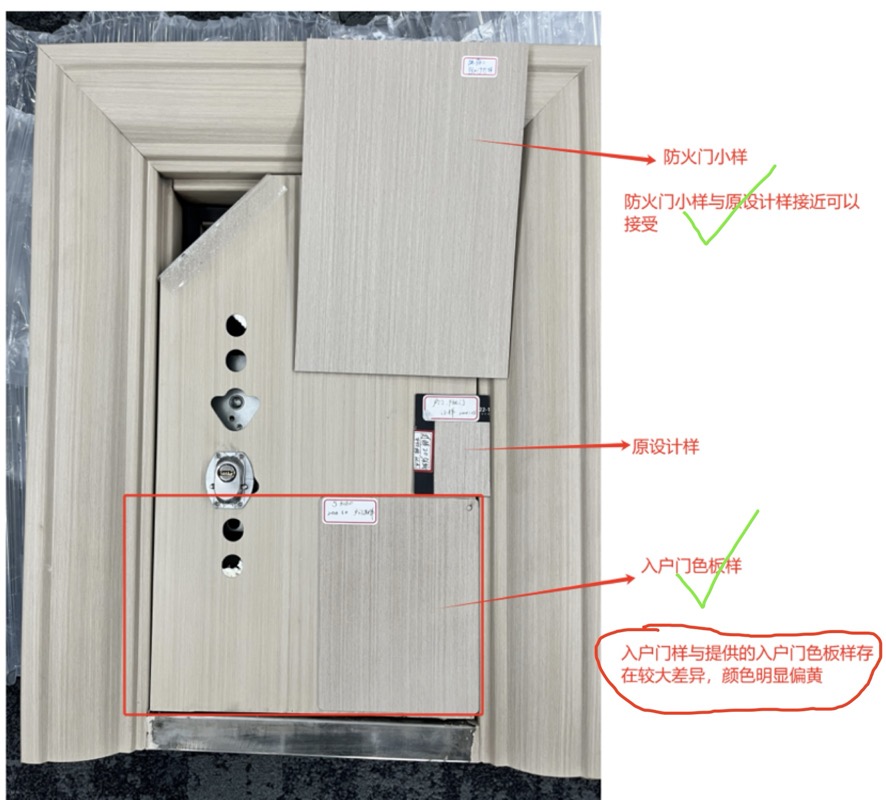 防火门小样
防火门小样与原设计样接近可以
接受
原设计样
入户门色板样
入户门样与提供的入户门色板样存
在较大差异，颜色明显偏黄